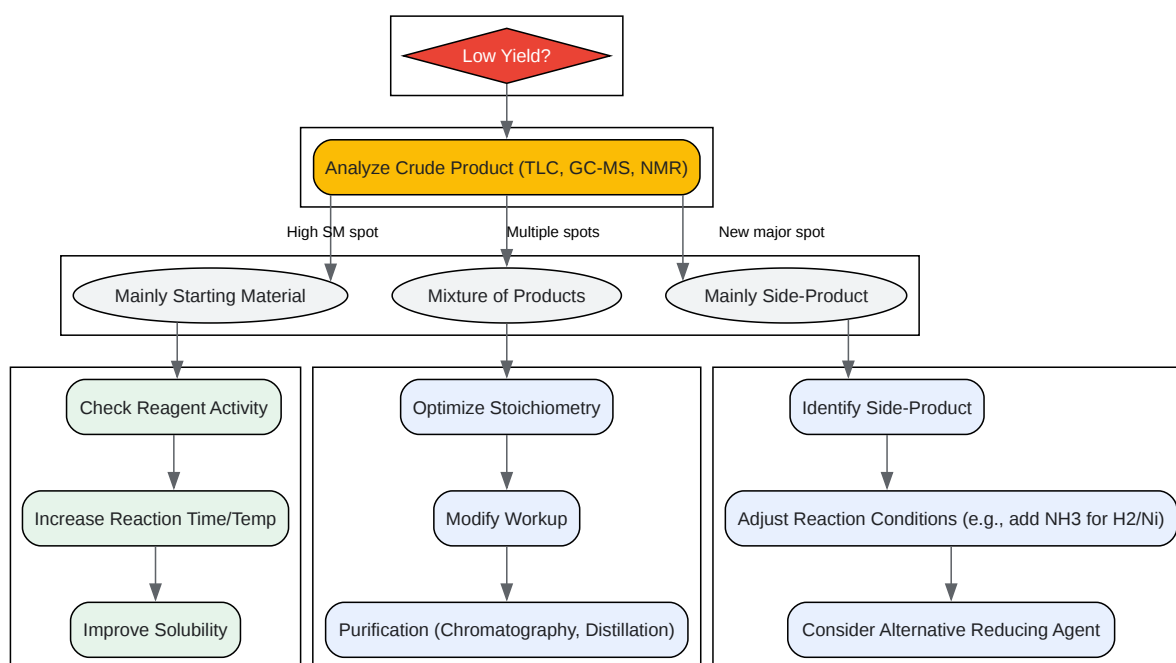 Low Yield?
Analyze Crude Product (TLC, GC-MS, NMR)
High SM spot
Multiple spots
New major spot
Mainly Starting Material
Mixture of Products
Mainly Side-Product
Check Reagent Activity
Optimize Stoichiometry
Identify Side-Product
Increase Reaction Time/Temp
Modify Workup
Adjust Reaction Conditions (e.g., add NH3 for H2/Ni)
Improve Solubility
Purification (Chromatography, Distillation)
Consider Alternative Reducing Agent